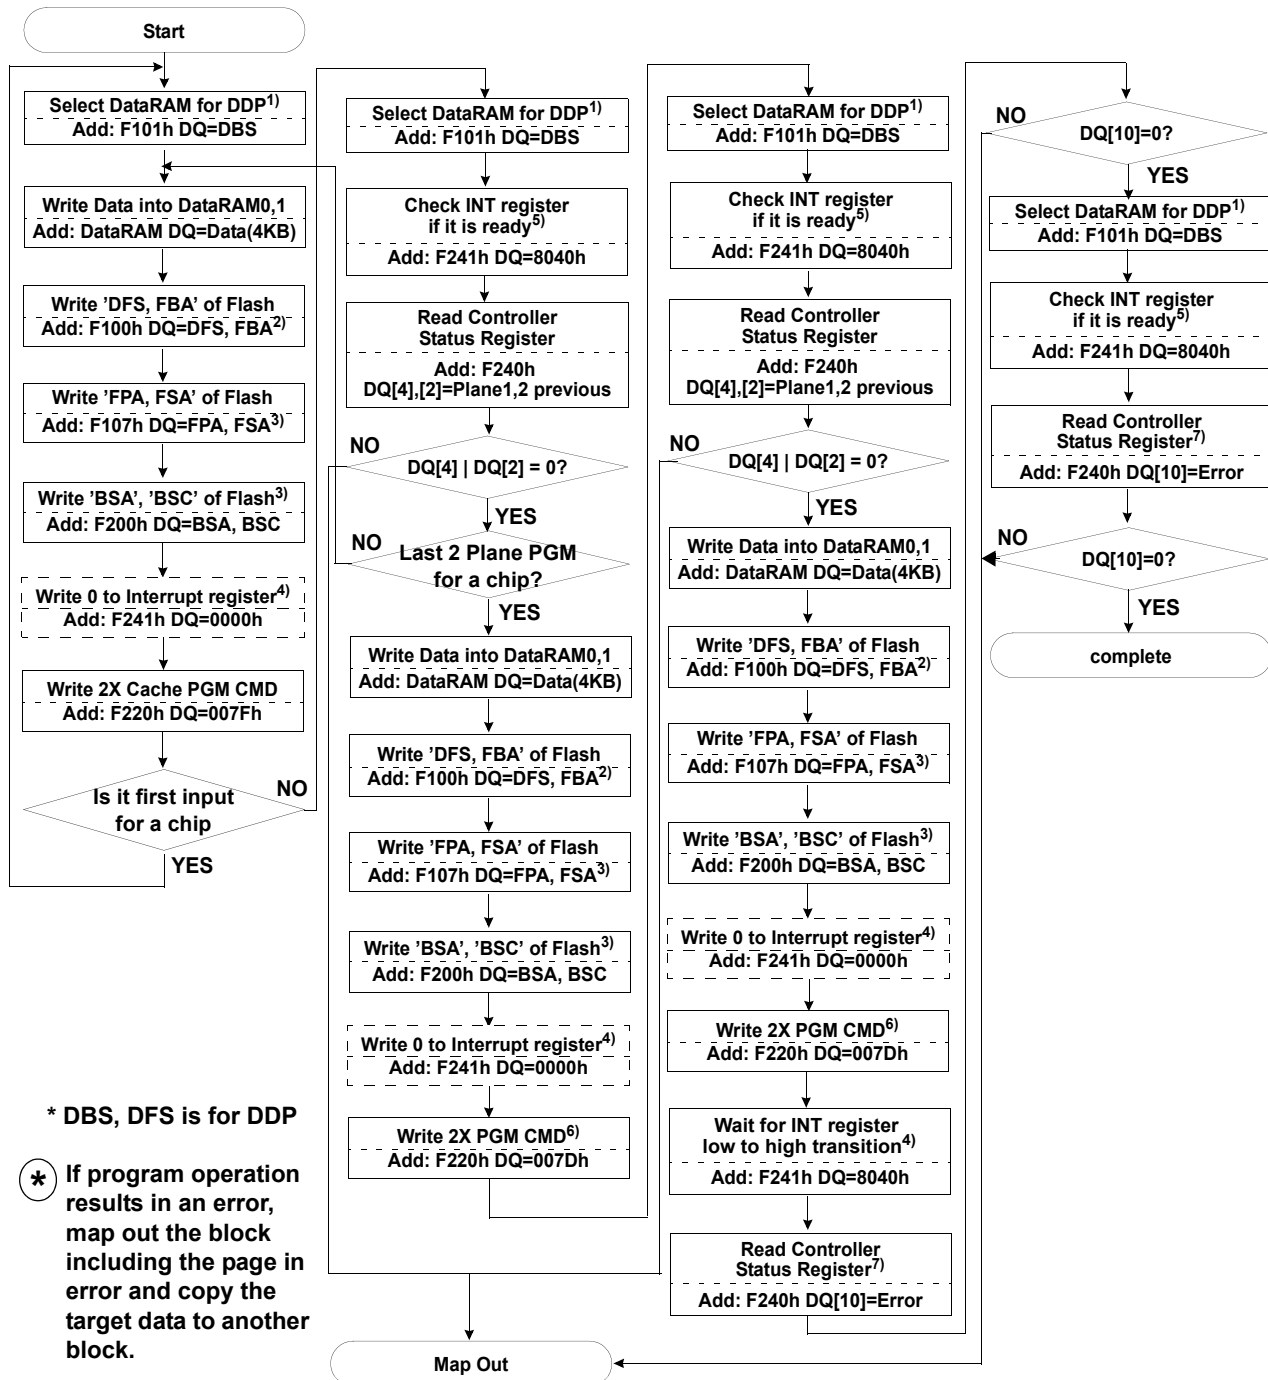 Start
Select DataRAM for DDP1)
Add: F101h DQ=DBS
Write Data into DataRAM0,1
Add: DataRAM DQ=Data(4KB)
Write 'DFS, FBA' of Flash
Add: F100h DQ=DFS, FBA2)
Write 'FPA, FSA' of Flash
Add: F107h DQ=FPA, FSA3)
Write 'BSA', 'BSC' of Flash3)
Add: F200h DQ=BSA, BSC
Write 0 to Interrupt register4)
Add: F241h DQ=0000h
Write 2X Cache PGM CMD
Add: F220h DQ=007Fh
Is it first input
for a chip
NO
YES
* DBS, DFS is for DDP
* If program operation
results in an error,
map out the block
including the page in
error and copy the
target data to another
block.
Select DataRAM for DDP1)
Add: F101h DQ=DBS
Check INT register
if it is ready5)
Add: F241h DQ=8040h
Read Controller
Status Register
Add: F240h
DQ[4],[2]=Plane1,2 previous
NO
DQ[4] | DQ[2] = 0?
YES
NO
Last 2 Plane PGM
for a chip?
YES
Write Data into DataRAM0,1
Add: DataRAM DQ=Data(4KB)
Write 'DFS, FBA' of Flash
Add: F100h DQ=DFS, FBA2)
Write 'FPA, FSA' of Flash
Add: F107h DQ=FPA, FSA3)
Write 'BSA', 'BSC' of Flash3)
Add: F200h DQ=BSA, BSC
Write 0 to Interrupt register4)
Add: F241h DQ=0000h
Write 2X PGM CMD6)
Add: F220h DQ=007Dh
Map Out
Select DataRAM for DDP1)
Add: F101h DQ=DBS
Check INT register
if it is ready5)
Add: F241h DQ=8040h
Read Controller
Status Register
Add: F240h
DQ[4],[2]=Plane1,2 previous
NO
DQ[4] | DQ[2] = 0?
YES
Write Data into DataRAM0,1
Add: DataRAM DQ=Data(4KB)
Write 'DFS, FBA' of Flash
Add: F100h DQ=DFS, FBA2)
Write 'FPA, FSA' of Flash
Add: F107h DQ=FPA, FSA3)
Write 'BSA', 'BSC' of Flash3)
Add: F200h DQ=BSA, BSC
Write 0 to Interrupt register4)
Add: F241h DQ=0000h
Write 2X PGM CMD6)
Add: F220h DQ=007Dh
Wait for INT register
low to high transition4)
Add: F241h DQ=8040h
Read Controller
Status Register7)
Add: F240h DQ[10]=Error
NO
DQ[10]=0?
YES
Select DataRAM for DDP1)
Add: F101h DQ=DBS
Check INT register
if it is ready5)
Add: F241h DQ=8040h
Read Controller
Status Register7)
Add: F240h DQ[10]=Error
NO
DQ[10]=0?
YES
complete